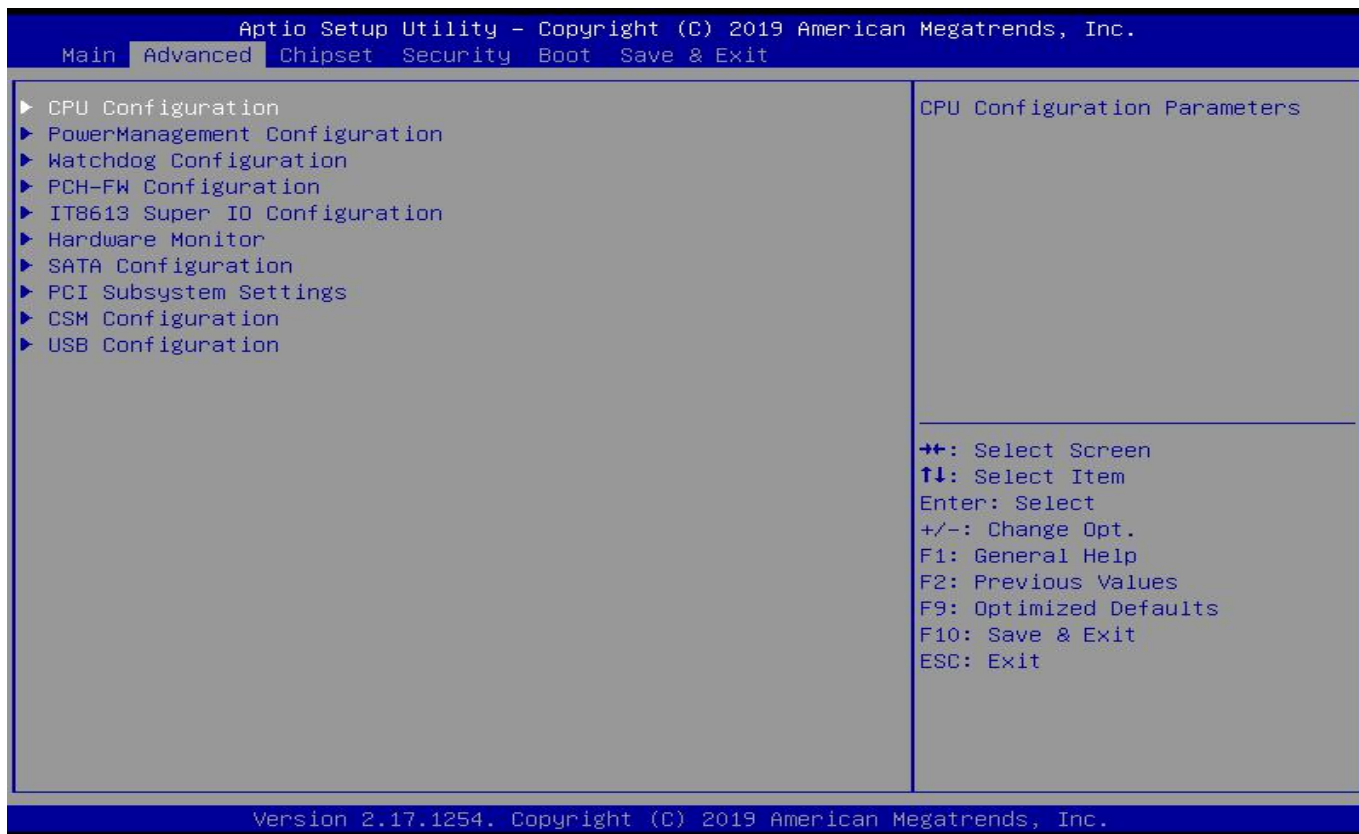 Aptio Setup Utility – Copyright (C) 2019 American Megatrends, Inc.
Main Advanced Chipset Security Boot Save & Exit
▶ CPU Configuration
▶ PowerManagement Configuration
▶ Watchdog Configuration
▶ PCH-FW Configuration
▶ IT8613 Super IO Configuration
▶ Hardware Monitor
▶ SATA Configuration
▶ PCI Subsystem Settings
▶ CSM Configuration
▶ USB Configuration
CPU Configuration Parameters
→←: Select Screen
↑↓: Select Item
Enter: Select
+/-: Change Opt.
F1: General Help
F2: Previous Values
F9: Optimized Defaults
F10: Save & Exit
ESC: Exit
Version 2.17.1254. Copyright (C) 2019 American Megatrends, Inc.